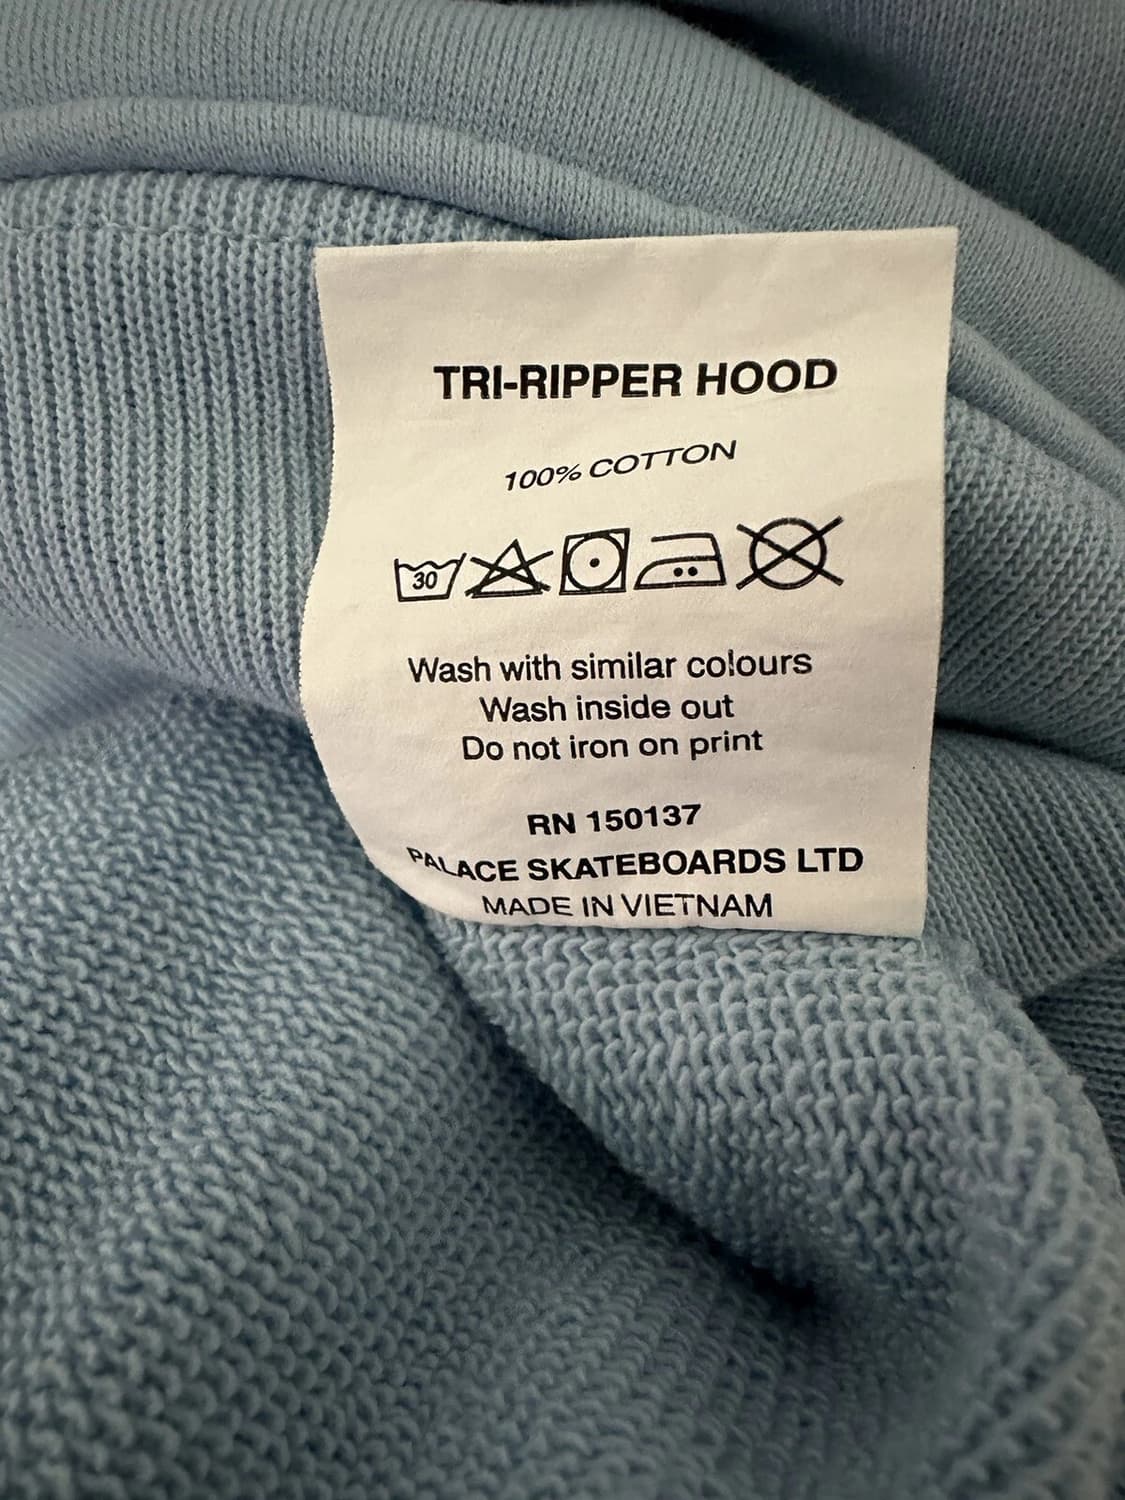 TRI-RIPPER HOOD
100% COTTON
30
Wash with similar colours
Wash inside out
Do not iron on print
RN 150137
PALACE SKATEBOARDS LTD
MADE IN VIETNAM